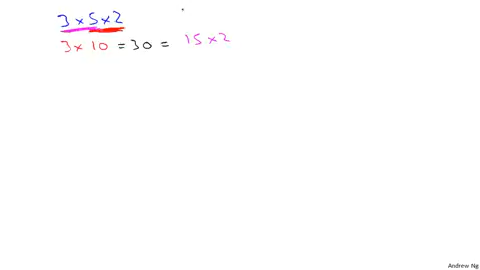 3 × 5 × 2
3 × 10 = 30 = 15 × 2
Andrew Ng